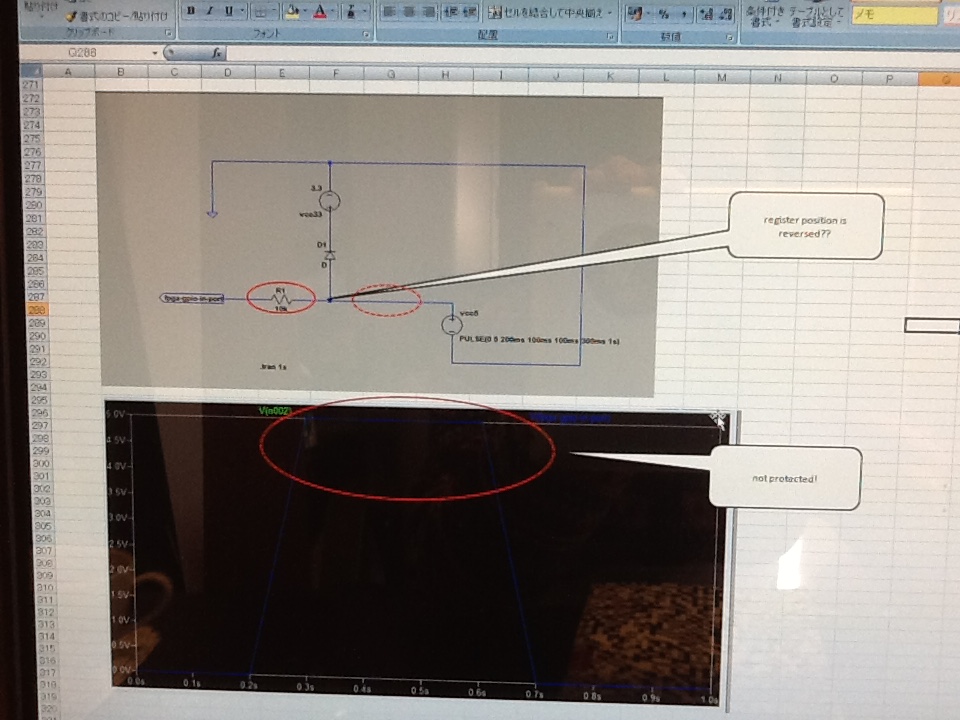 貼り付け
書式のコピー/貼り付け
クリップボード
B I U
A
フォント
セルを結合して中央揃え
配置
% ,
数値
条件付き テーブルとして
書式 書式設定
メモ
Q288
fx
A B C D E F G H I J K L M N O P Q
271
272
273
274
275
276
277
278
279
280
281
282
283
284
285
286
287
288
289
290
291
292
293
294
295
296
297
298
299
300
301
302
303
304
305
306
307
308
309
310
311
312
313
314
315
316
317
318
319
320
3.3
vcc33
D1
D
R1
fpga-gpio-in-port
10k
vcc5
PULSE(0 5 200ms 100ms 100ms 300ms 1s)
.tran 1s
register position is
reversed??
V(n002)
5.0V
4.5V
4.0V
3.5V
3.0V
2.5V
2.0V
1.5V
1.0V
0.5V
0.0V
0.0s 0.1s 0.2s 0.3s 0.4s 0.5s 0.6s 0.7s 0.8s 0.9s 1.0s
not protected!